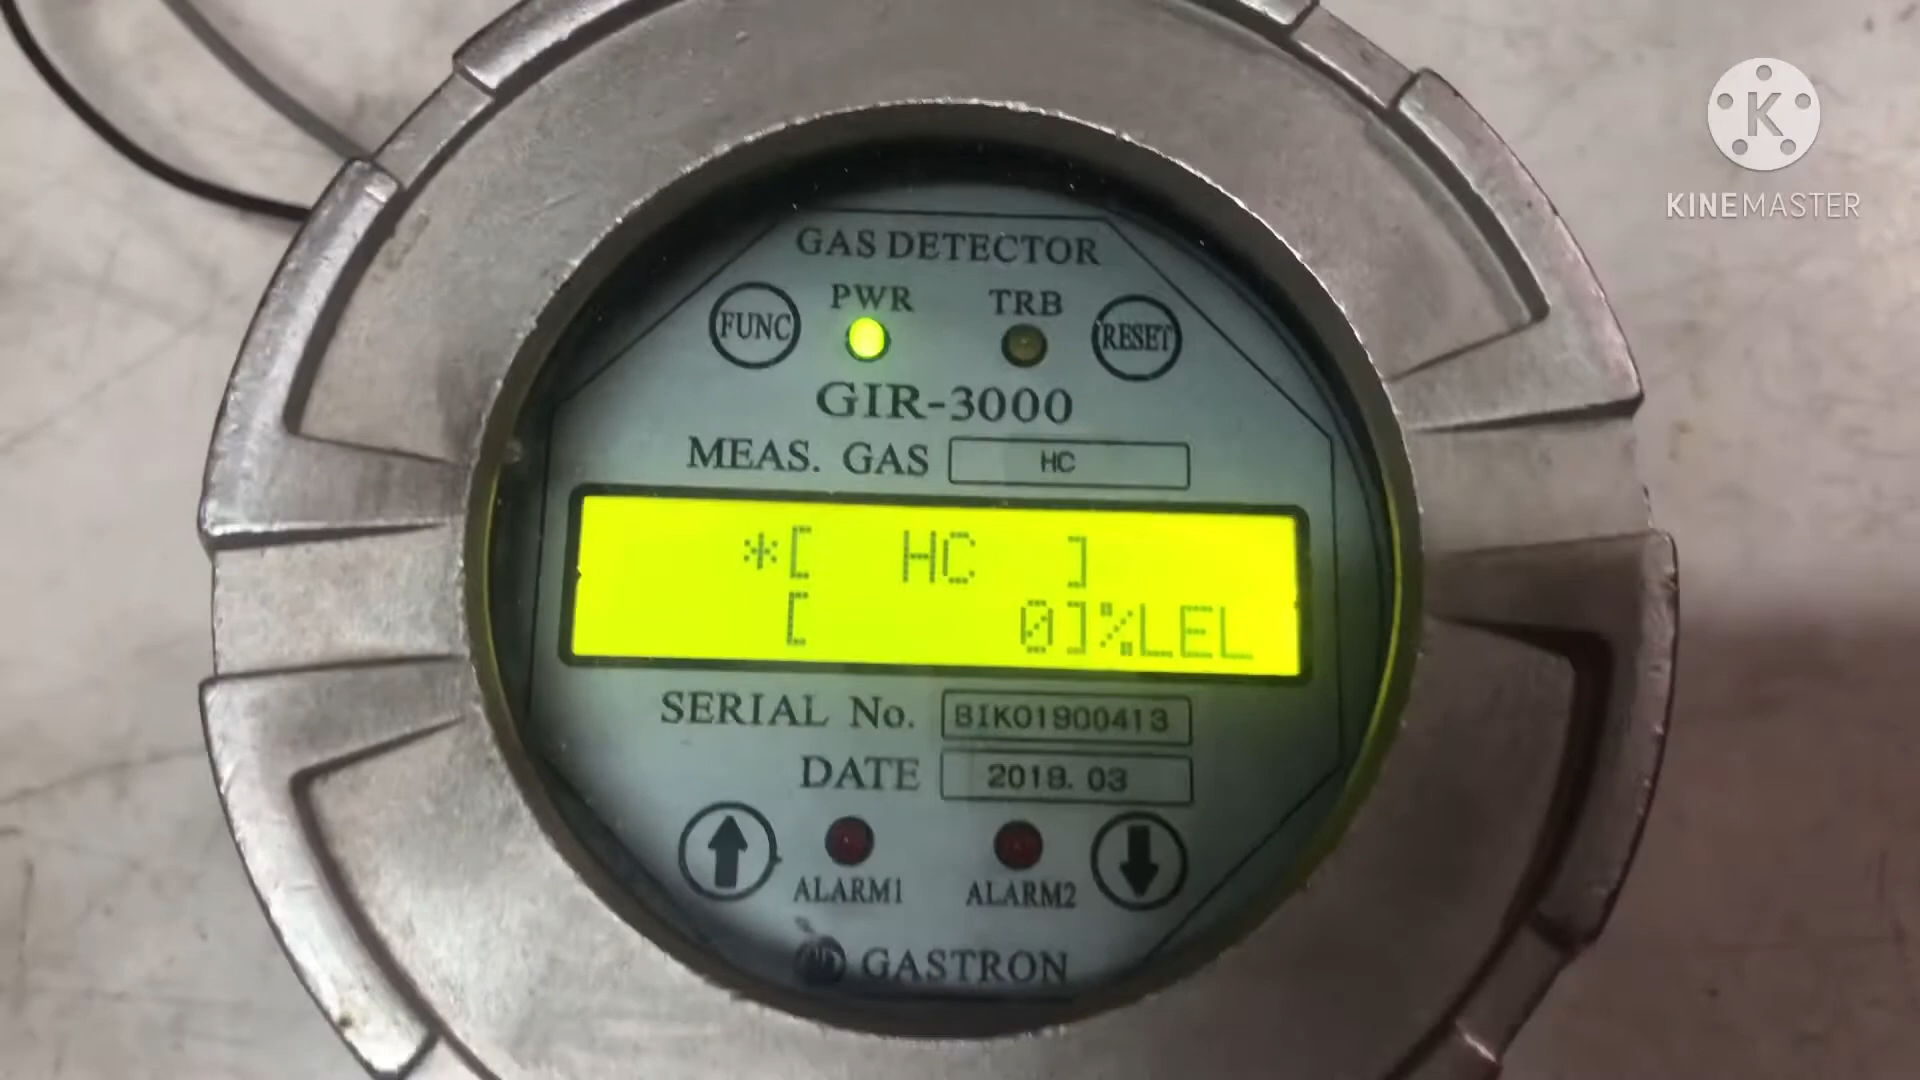 K
KINEMASTER
GAS DETECTOR
FUNC PWR TRB RESET
GIR-3000
MEAS. GAS HC
*[ HC ]
[ 0]%LEL
SERIAL No. BIK01900413
DATE 2019. 03
ALARM1 ALARM2
GASTRON